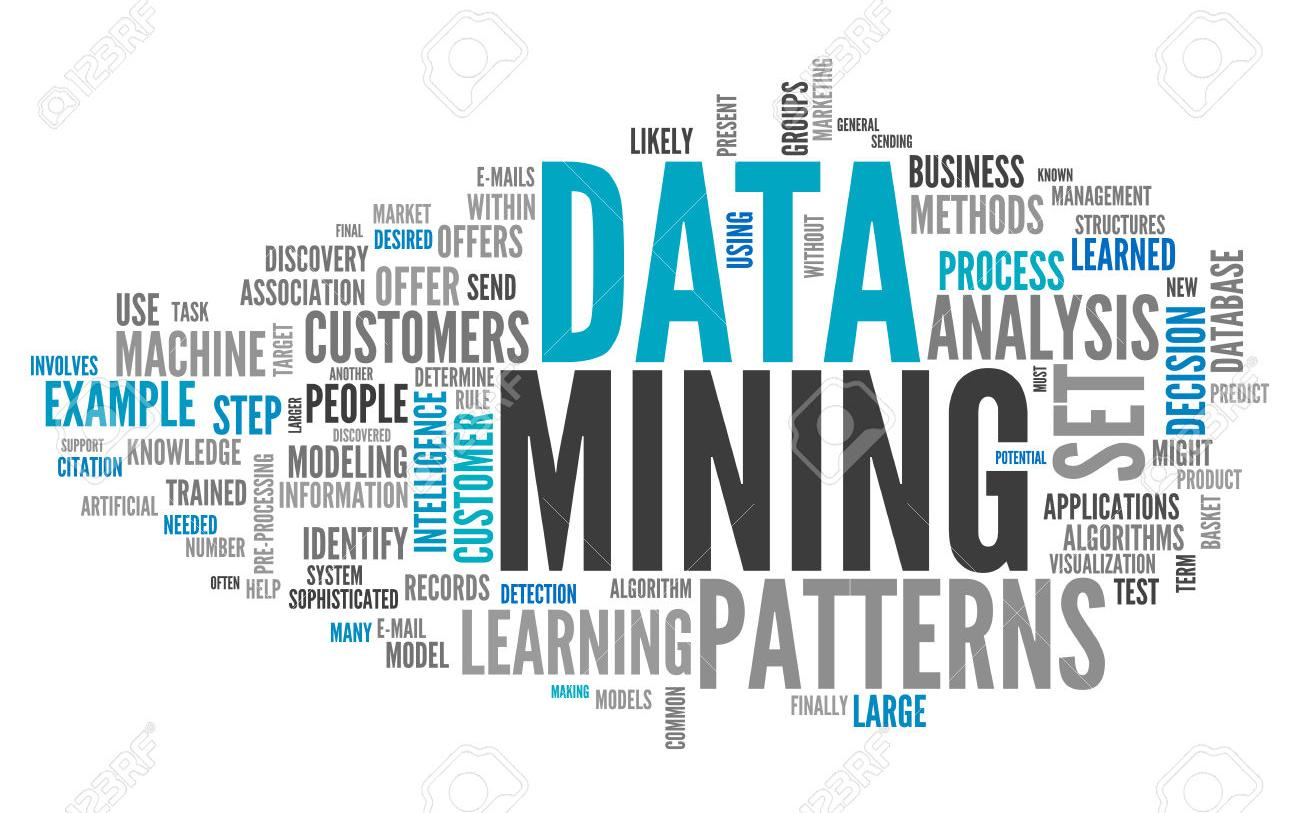 GROUPS
MARKETING
PRESENT
GENERAL
SENDING
LIKELY
DATA
USING
WITHOUT
BUSINESS
KNOWN
MANAGEMENT
METHODS
STRUCTURES
E-MAILS
WITHIN
MARKET
DESIRED
OFFERS
FINAL
DISCOVERY
PROCESS
LEARNED
ASSOCIATION
OFFER
SEND
NEW
DATABASE
USE
TASK
CUSTOMERS
ANALYSIS
DECISION
MACHINE
TARGET
INVOLVES
EXAMPLE
STEP
LARGER
ANOTHER
PEOPLE
DISCOVERED
DETERMINE
RULE
INTELLIGENCE
CUSTOMER
MINING
MUST
SET
PREDICT
POTENTIAL
MIGHT
PRODUCT
SUPPORT
CITATION
KNOWLEDGE
MODELING
INFORMATION
ARTIFICIAL
TRAINED
PRE-PROCESSING
NEEDED
NUMBER
IDENTIFY
APPLICATIONS
ALGORITHMS
BASKET
VISUALIZATION
TERM
TEST
OFTEN
HELP
SYSTEM
SOPHISTICATED
RECORDS
DETECTION
ALGORITHM
PATTERNS
MANY
E-MAIL
MODEL
LEARNING
MAKING
MODELS
COMMON
FINALLY
LARGE
123RF
123RF
123RF
123RF